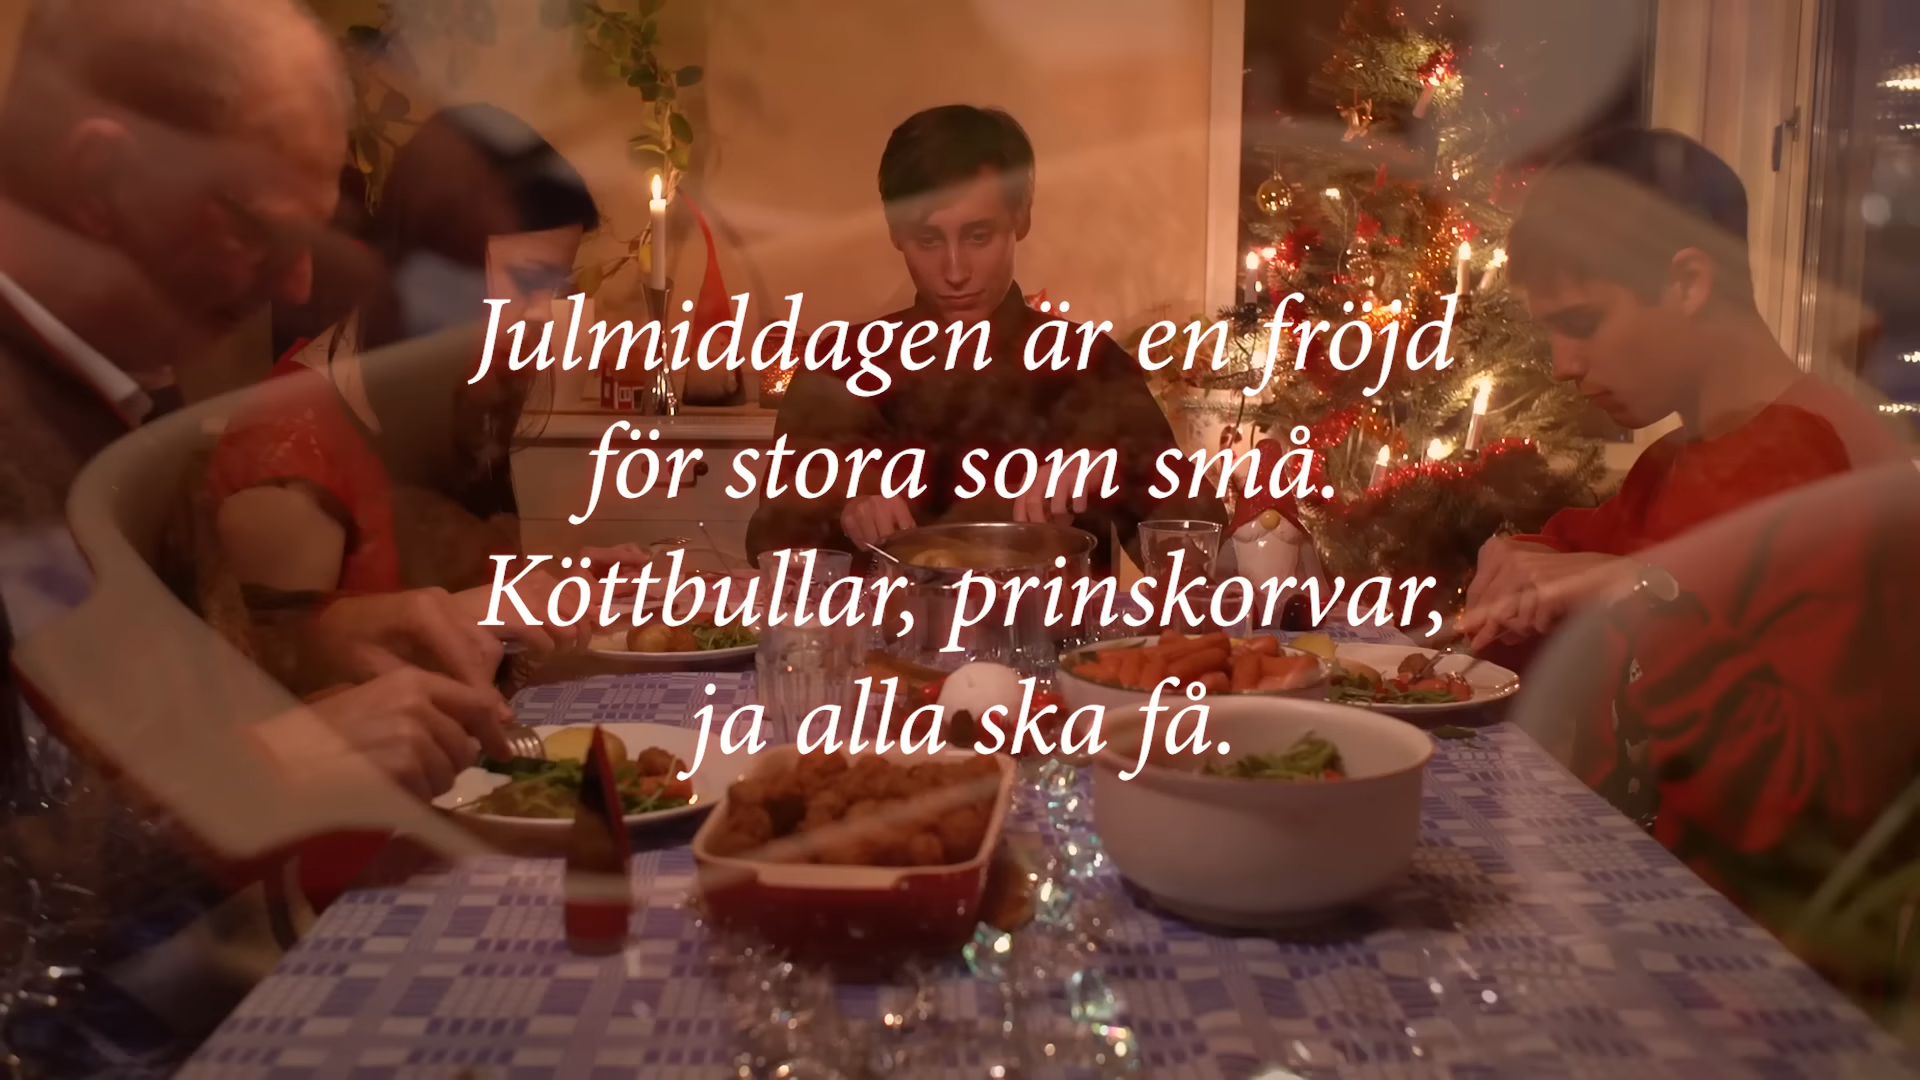 Julmiddagen är en fröjd
för stora som små.
Köttbullar, prinskorvar,
ja alla ska få.